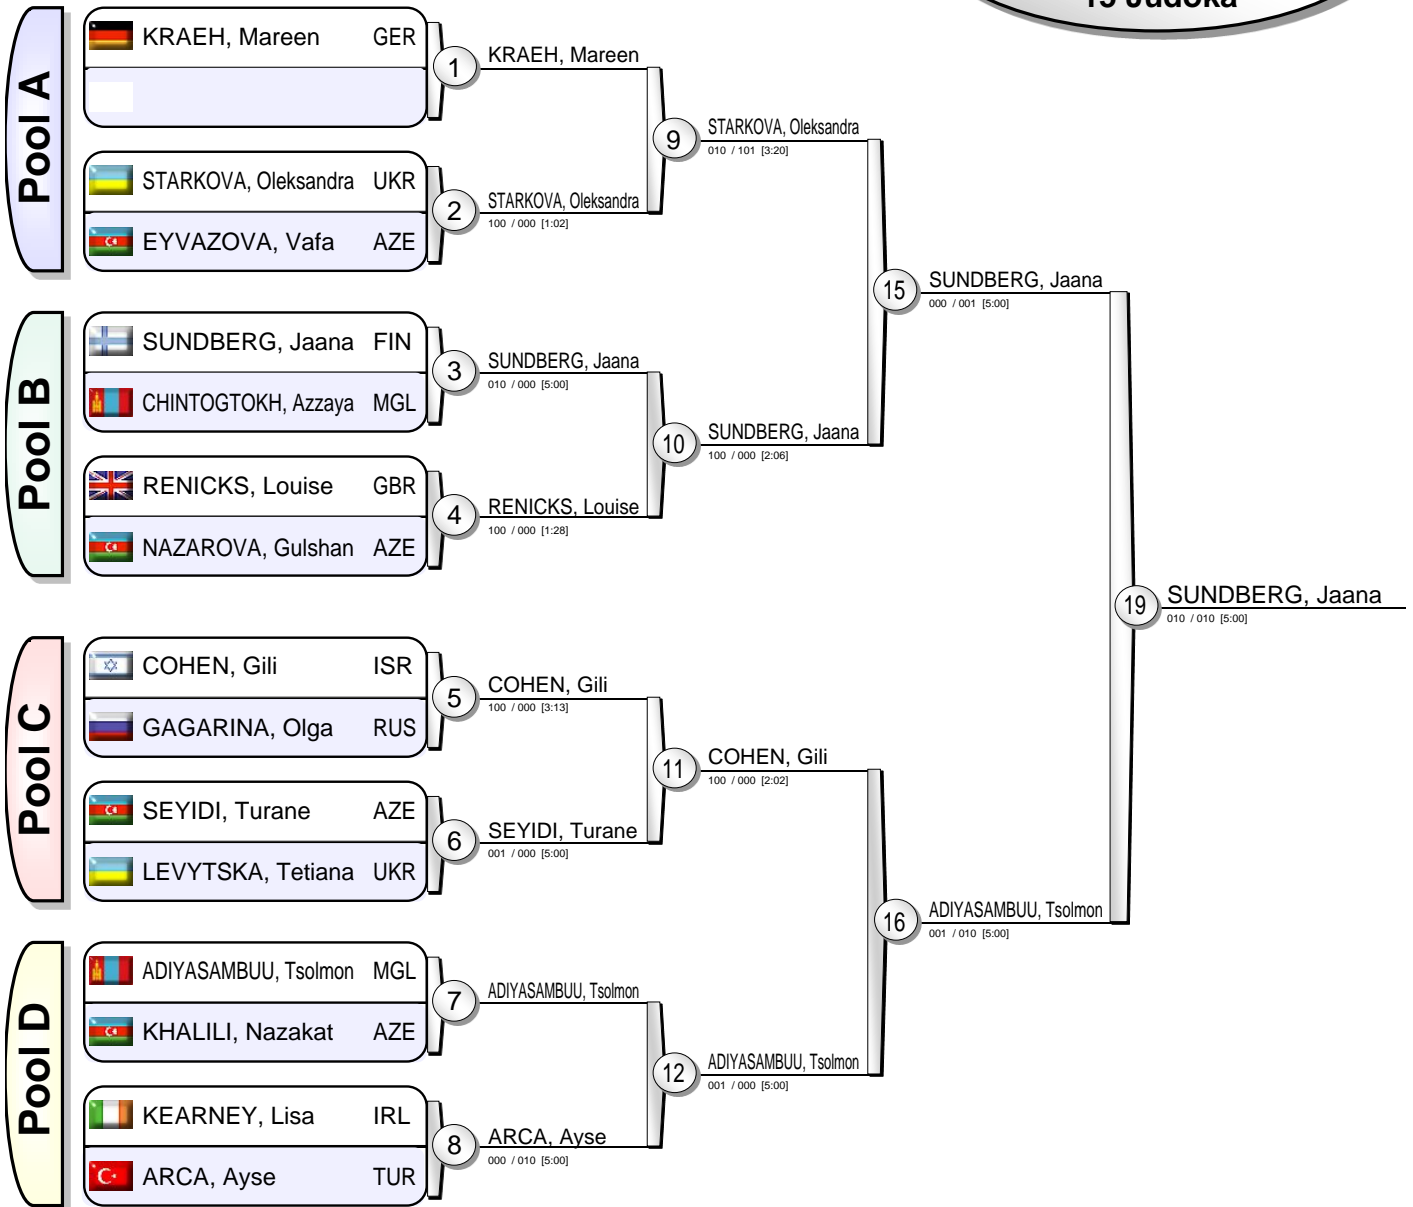 15 Judoka
Pool A
KRAEH, Mareen GER
STARKOVA, Oleksandra UKR
EYVAZOVA, Vafa AZE
Pool B
SUNDBERG, Jaana FIN
CHINTOGTOKH, Azzaya MGL
RENICKS, Louise GBR
NAZAROVA, Gulshan AZE
Pool C
COHEN, Gili ISR
GAGARINA, Olga RUS
SEYIDI, Turane AZE
LEVYTSKA, Tetiana UKR
Pool D
ADIYASAMBUU, Tsolmon MGL
KHALILI, Nazakat AZE
KEARNEY, Lisa IRL
ARCA, Ayse TUR
1 KRAEH, Mareen
2 STARKOVA, Oleksandra
100 / 000 [1:02]
3 SUNDBERG, Jaana
010 / 000 [5:00]
4 RENICKS, Louise
100 / 000 [1:28]
5 COHEN, Gili
100 / 000 [3:13]
6 SEYIDI, Turane
001 / 000 [5:00]
7 ADIYASAMBUU, Tsolmon
8 ARCA, Ayse
000 / 010 [5:00]
9 STARKOVA, Oleksandra
010 / 101 [3:20]
10 SUNDBERG, Jaana
100 / 000 [2:06]
11 COHEN, Gili
100 / 000 [2:02]
12 ADIYASAMBUU, Tsolmon
001 / 000 [5:00]
15 SUNDBERG, Jaana
000 / 001 [5:00]
16 ADIYASAMBUU, Tsolmon
001 / 010 [5:00]
19 SUNDBERG, Jaana
010 / 010 [5:00]